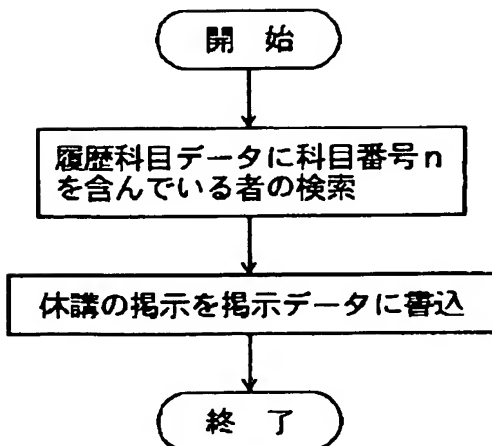 開 始
履歴科目データに科目番号n
を含んでいる者の検索
休講の掲示を掲示データに書込
終 了